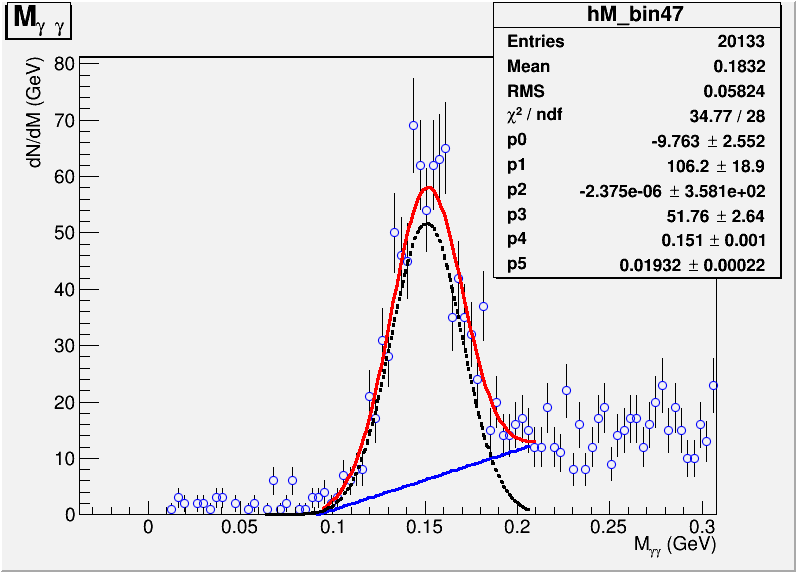 Mγ γ
hM_bin47
Entries 20133
Mean 0.1832
RMS 0.05824
χ² / ndf 34.77 / 28
p0 -9.763 ± 2.552
p1 106.2 ± 18.9
p2 -2.375e-06 ± 3.581e+02
p3 51.76 ± 2.64
p4 0.151 ± 0.001
p5 0.01932 ± 0.00022
dN/dM (GeV)
80
70
60
50
40
30
20
10
0
0 0.05 0.1 0.15 0.2 0.25 0.3
Mγγ (GeV)